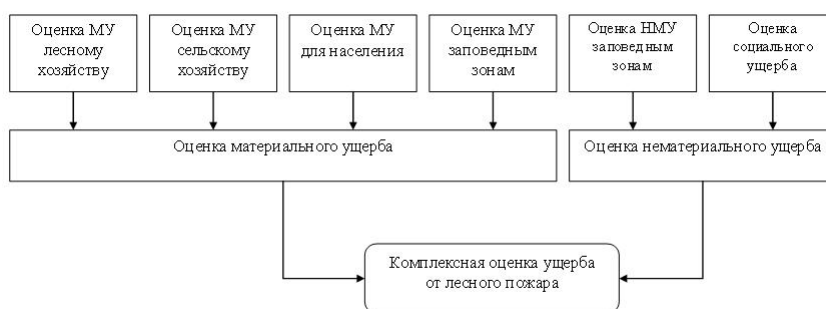 Оценка МУ
лесному
хозяйству
Оценка МУ
сельскому
хозяйству
Оценка МУ
для населения
Оценка МУ
заповедным
зонам
Оценка НМУ
заповедным
зонам
Оценка
социального
ущерба
Оценка материального ущерба
Оценка нематериального ущерба
Комплексная оценка ущерба
от лесного пожара